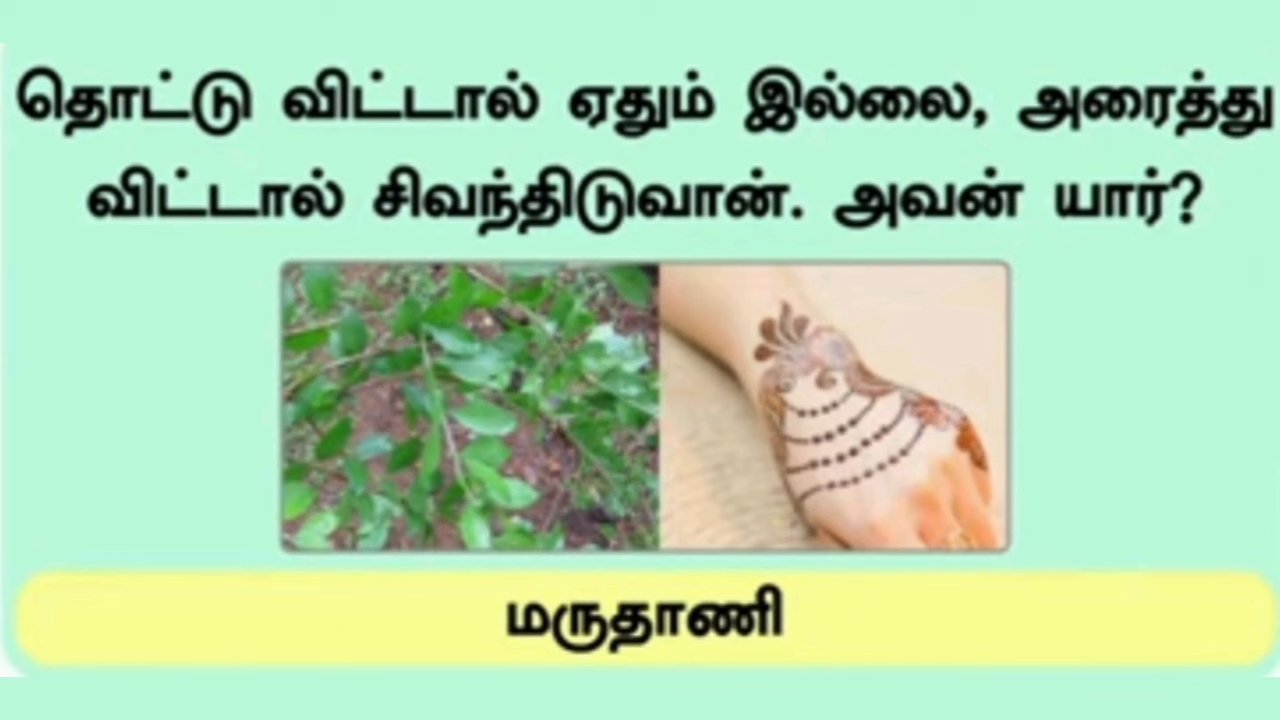 தொட்டு விட்டால் ஏதும் இல்லை, அரைத்து
விட்டால் சிவந்திடுவான். அவன் யார்?
மருதாணி